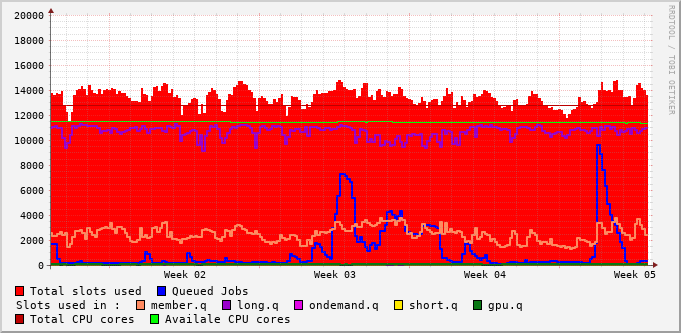 20000
18000
16000
14000
12000
10000
8000
6000
4000
2000
0
Week 02 Week 03 Week 04 Week 05
RRDTOOL / TOBI OETIKER
Total slots used Queued Jobs
Slots used in : member.q long.q ondemand.q short.q gpu.q
Total CPU cores Availale CPU cores